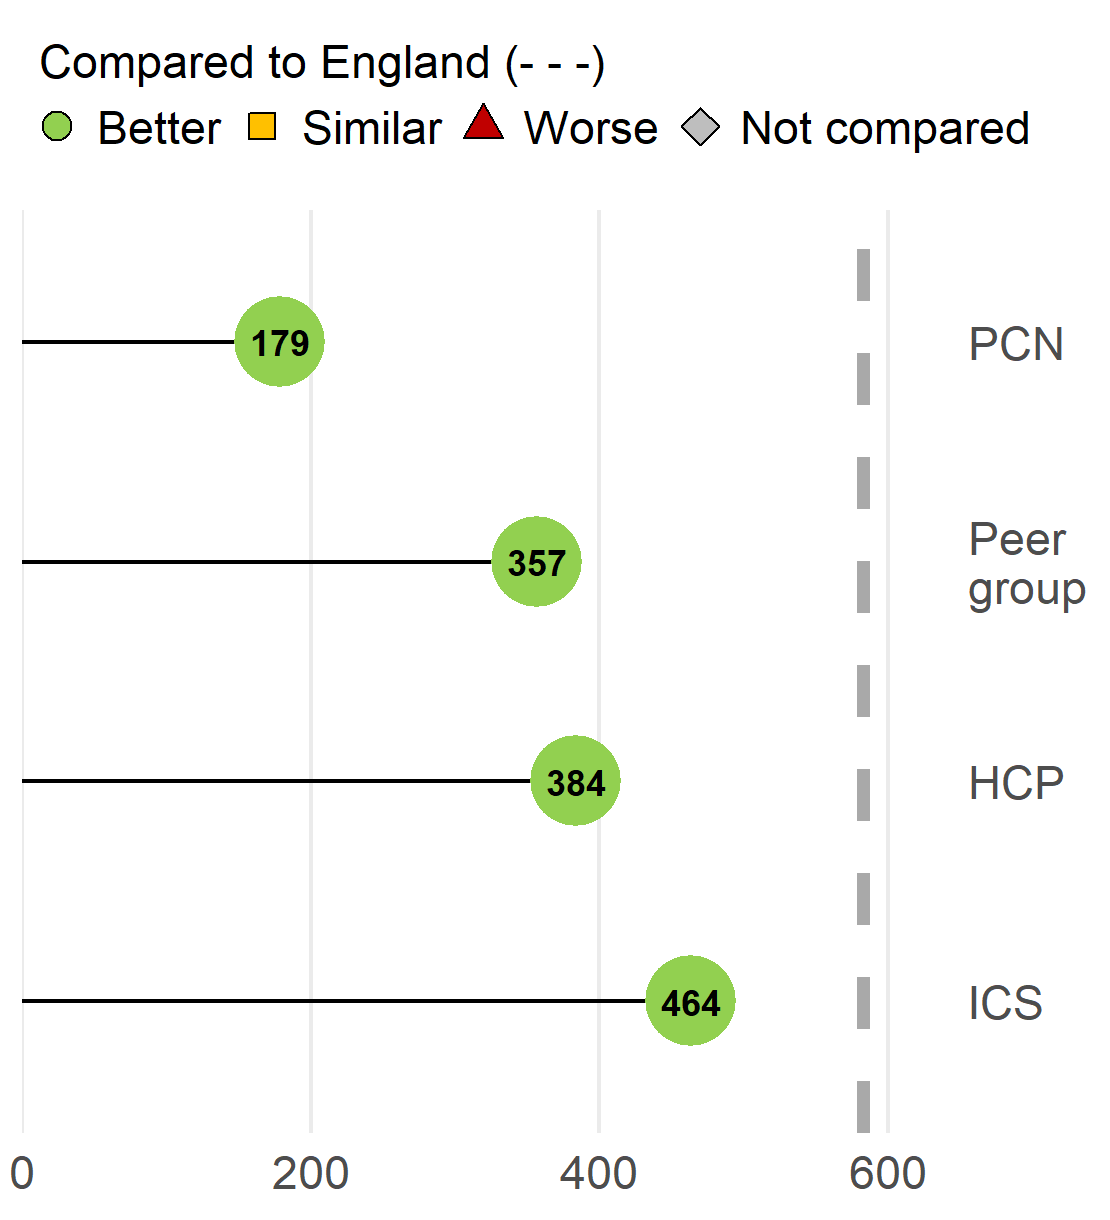 Compared to England (- - -)
Better Similar Worse Not compared
179 PCN
357 Peer
group
384 HCP
464 ICS
0 200 400 600